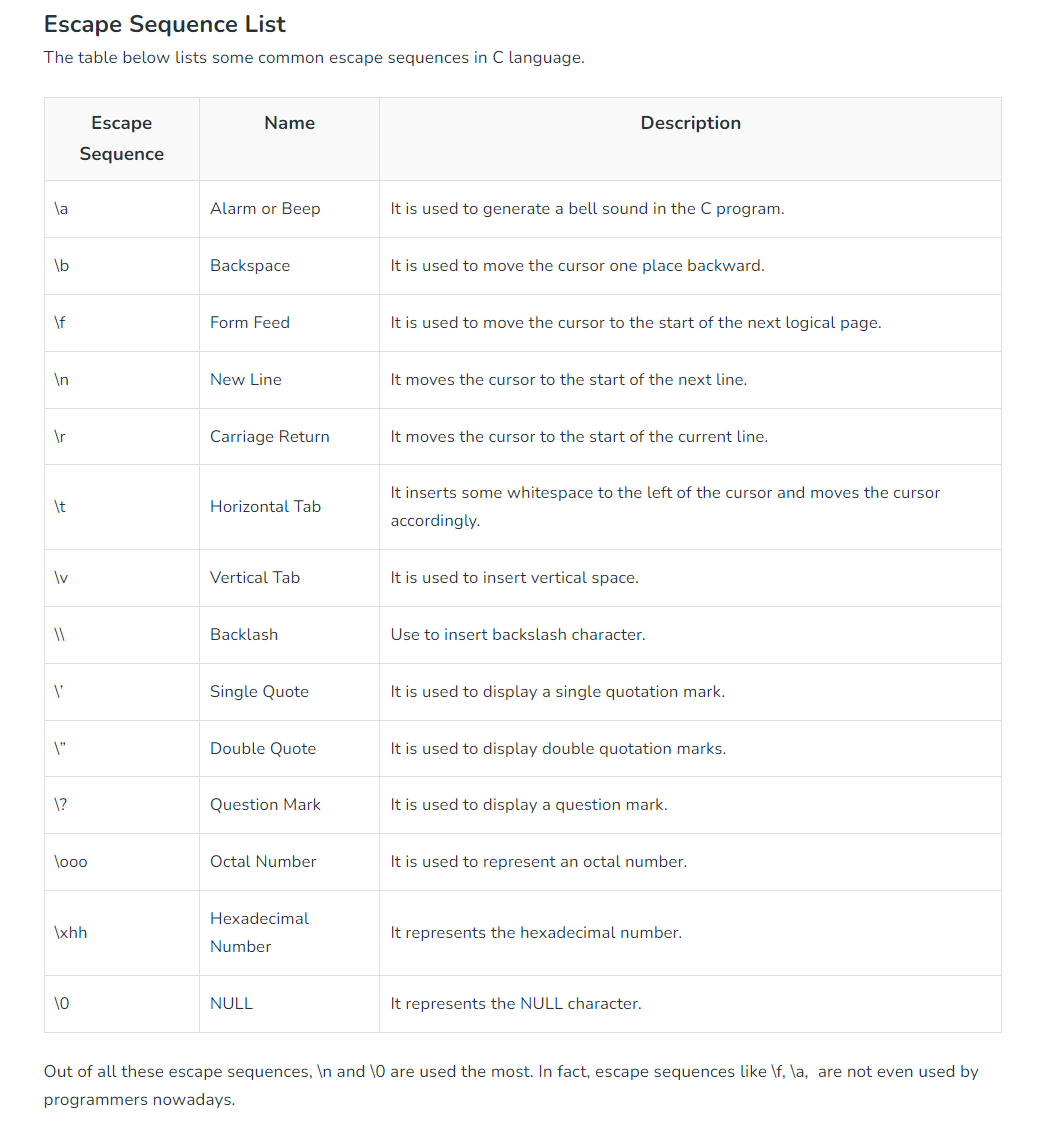 Escape Sequence List
The table below lists some common escape sequences in C language.
Escape
Sequence
Name
Description
\a
Alarm or Beep
It is used to generate a bell sound in the C program.
\b
Backspace
It is used to move the cursor one place backward.
\f
Form Feed
It is used to move the cursor to the start of the next logical page.
\n
New Line
It moves the cursor to the start of the next line.
\r
Carriage Return
It moves the cursor to the start of the current line.
\t
Horizontal Tab
It inserts some whitespace to the left of the cursor and moves the cursor
accordingly.
\v
Vertical Tab
It is used to insert vertical space.
\\
Backlash
Use to insert backslash character.
\’
Single Quote
It is used to display a single quotation mark.
\”
Double Quote
It is used to display double quotation marks.
\?
Question Mark
It is used to display a question mark.
\ooo
Octal Number
It is used to represent an octal number.
\xhh
Hexadecimal
Number
It represents the hexadecimal number.
\0
NULL
It represents the NULL character.
Out of all these escape sequences, \n and \0 are used the most. In fact, escape sequences like \f, \a,  are not even used by
programmers nowadays.